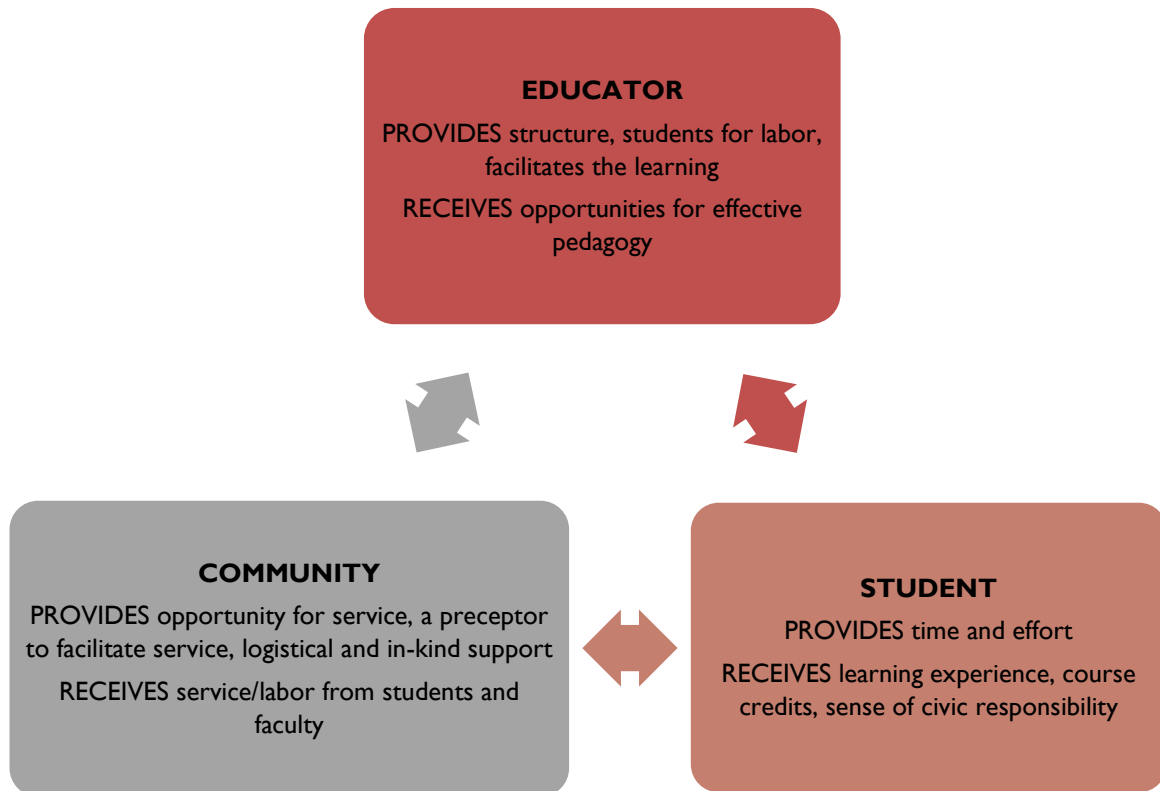 EDUCATOR
PROVIDES structure, students for labor,
facilitates the learning
RECEIVES opportunities for effective
pedagogy
COMMUNITY
PROVIDES opportunity for service, a preceptor
to facilitate service, logistical and in-kind support
RECEIVES service/labor from students and
faculty
STUDENT
PROVIDES time and effort
RECEIVES learning experience, course
credits, sense of civic responsibility